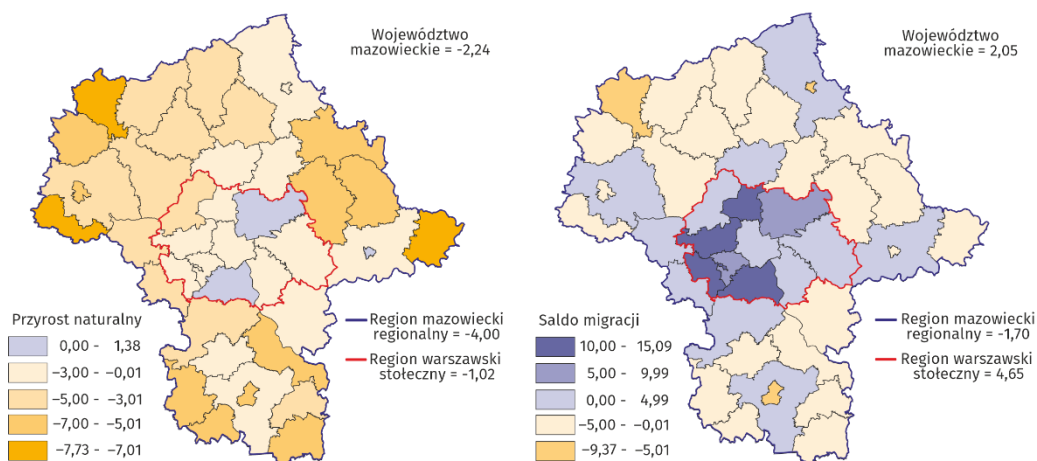 Województwo
mazowieckie = -2,24
Przyrost naturalny
0,00 - 1,38
−3,00 − −0,01
−5,00 − −3,01
−7,00 − −5,01
−7,73 − −7,01
Region mazowiecki
regionalny = -4,00
Region warszawski
stołeczny = -1,02
Województwo
mazowieckie = 2,05
Saldo migracji
10,00 - 15,09
5,00 - 9,99
0,00 - 4,99
−5,00 − −0,01
−9,37 − −5,01
Region mazowiecki
regionalny = -1,70
Region warszawski
stołeczny = 4,65